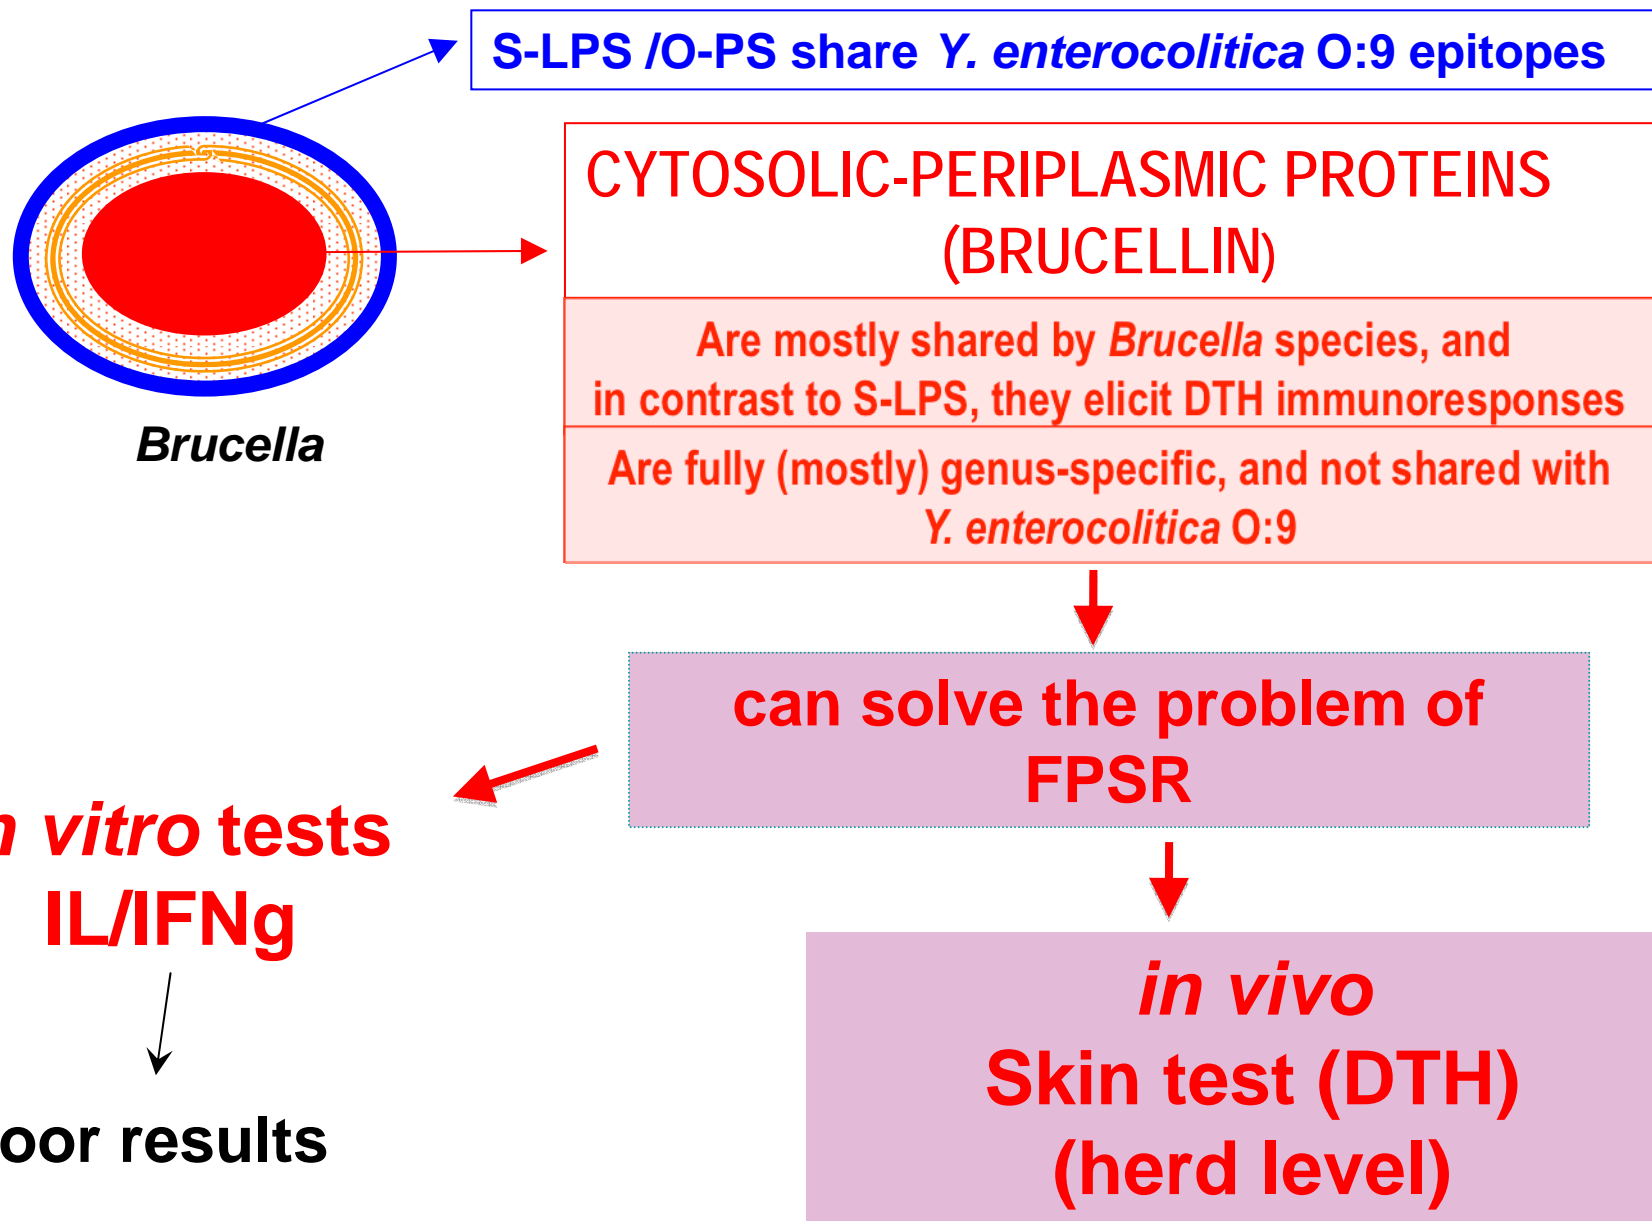 S-LPS /O-PS share Y. enterocolitica O:9 epitopes
CYTOSOLIC-PERIPLASMIC PROTEINS
(BRUCELLIN)
Are mostly shared by Brucella species, and
in contrast to S-LPS, they elicit DTH immunoresponses
Are fully (mostly) genus-specific, and not shared with
Y. enterocolitica O:9
Brucella
can solve the problem of
FPSR
n vitro tests
IL/IFNg
oor results
in vivo
Skin test (DTH)
(herd level)